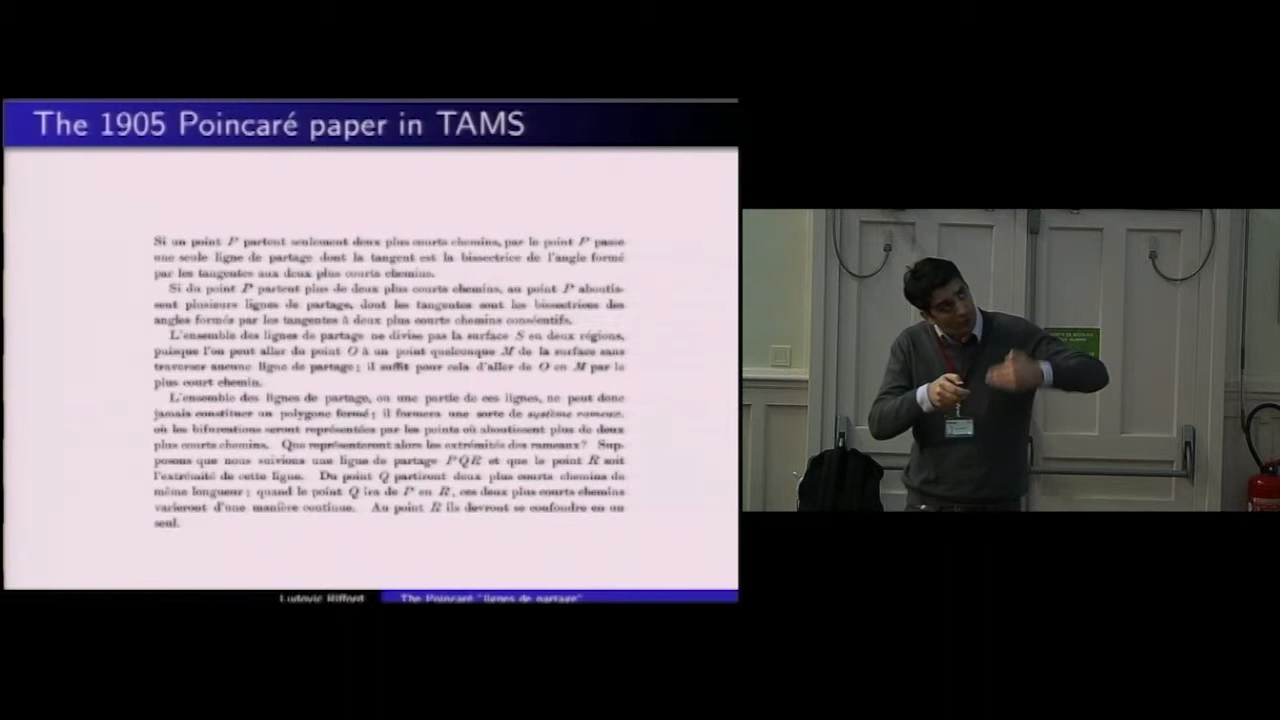 The 1905 Poincaré paper in TAMS
Si un point P partent seulement deux plus courts chemins, par le point P passe
une seule ligne de partage dont la tangent est la bissectrice de l'angle formé
par les tangentes aux deux plus courts chemins.
Si du point P partent plus de deux plus courts chemins, au point P aboutis-
sent plusieurs lignes de partage, dont les tangentes sont les bissectrices des
angles formés par les tangentes à deux plus courts chemins consécutifs.
L'ensemble des lignes de partage ne divise pas la surface S en deux régions,
puisque l'on peut aller du point O à un point quelconque M de la surface sans
traverser aucune ligne de partage; il suffit pour cela d'aller de O en M par le
plus court chemin.
L'ensemble des lignes de partage, ou une partie de ces lignes, ne peut donc
jamais constituer un polygone fermé; il formera une sorte de système rameux,
où les bifurcations seront représentées par les points où aboutissent plus de deux
plus courts chemins. Que représenteront alors les extrémités des rameaux? Sup-
posons que nous suivions une ligne de partage PQR et que le point R soit
l'extrémité de cette ligne. Du point Q partiront deux plus courts chemins de
même longueur; quand le point Q ira de P en R, ces deux plus courts chemins
varieront d'une manière continue. Au point R ils devront se confondre en un
seul.
Ludovic Rifford
The Poincaré "lignes de partage"